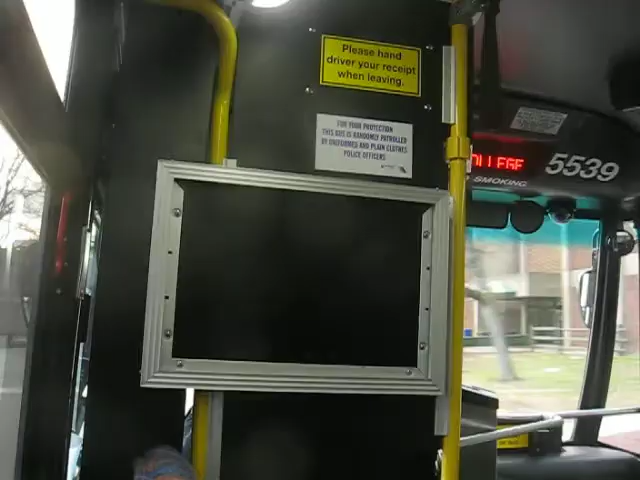 Please hand
driver your receipt
when leaving.
FOR YOUR PROTECTION
THIS BUS IS RANDOMLY PATROLLED
BY UNIFORMED AND PLAIN CLOTHES
POLICE OFFICERS
OLLEGE
5539
SMOKING